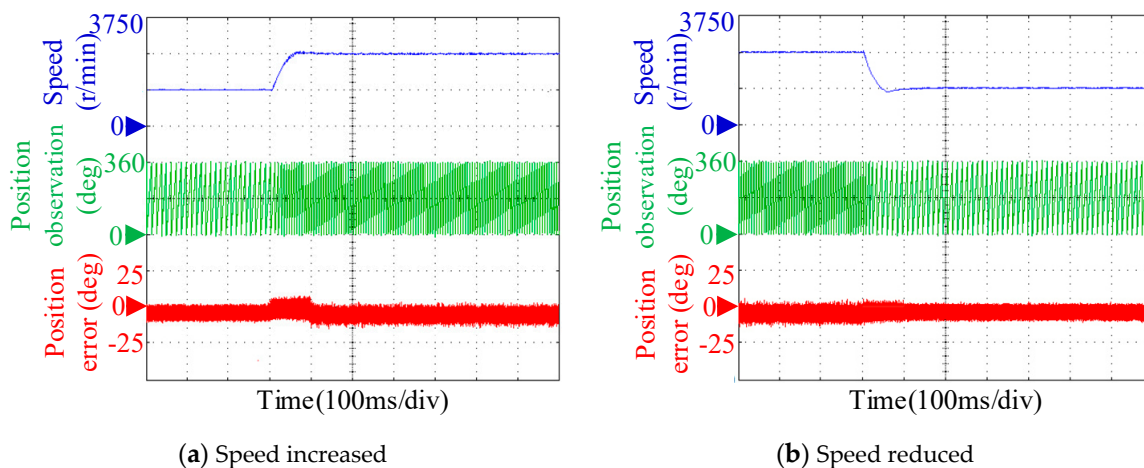 3750
Speed
(r/min)
0
360
Position
observation
(deg)
0
25
0
-25
Position
error (deg)
Time(100ms/div)
(a) Speed increased
3750
Speed
(r/min)
0
360
Position
observation
(deg)
0
25
0
-25
Position
error (deg)
Time(100ms/div)
(b) Speed reduced